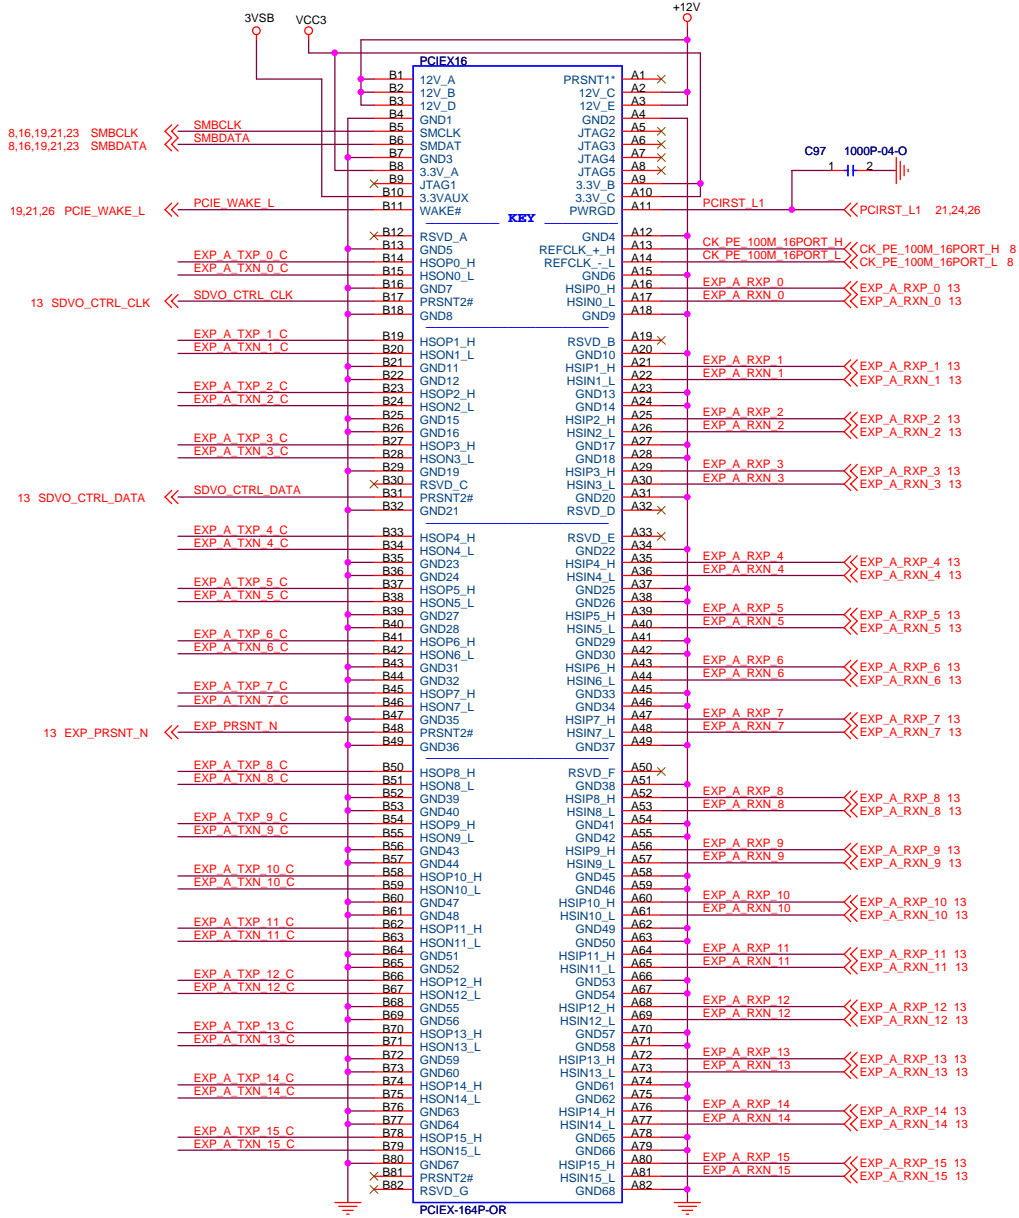 3VSB VCC3 +12V
PCIEX16
B1 12V_A PRSNT1* A1
B2 12V_B 12V_C A2
B3 12V_D 12V_E A3
B4 GND1 GND2 A4
8,16,19,21,23 SMBCLK SMBCLK B5 SMCLK JTAG2 A5
8,16,19,21,23 SMBDATA SMBDATA B6 SMDAT JTAG3 A6
B7 GND3 JTAG4 A7
C97 1000P-04-O
1 2
B8 3.3V_A JTAG5 A8
B9 JTAG1 3.3V_B A9
B10 3.3VAUX 3.3V_C A10
19,21,26 PCIE_WAKE_L PCIE_WAKE_L B11 WAKE# PWRGD A11 PCIRST_L1 PCIRST_L1 21,24,26
KEY
B12 RSVD_A GND4 A12
B13 GND5 REFCLK_+_H A13 CK_PE_100M_16PORT_H CK_PE_100M_16PORT_H 8
EXP_A_TXP_0_C B14 HSOP0_H REFCLK_-_L A14 CK_PE_100M_16PORT_L CK_PE_100M_16PORT_L 8
EXP_A_TXN_0_C B15 HSON0_L GND6 A15
B16 GND7 HSIP0_H A16 EXP_A_RXP_0 EXP_A_RXP_0 13
13 SDVO_CTRL_CLK SDVO_CTRL_CLK B17 PRSNT2# HSIN0_L A17 EXP_A_RXN_0 EXP_A_RXN_0 13
B18 GND8 GND9 A18
EXP_A_TXP_1_C B19 HSOP1_H RSVD_B A19
EXP_A_TXN_1_C B20 HSON1_L GND10 A20
B21 GND11 HSIP1_H A21 EXP_A_RXP_1 EXP_A_RXP_1 13
B22 GND12 HSIN1_L A22 EXP_A_RXN_1 EXP_A_RXN_1 13
EXP_A_TXP_2_C B23 HSOP2_H GND13 A23
EXP_A_TXN_2_C B24 HSON2_L GND14 A24
B25 GND15 HSIP2_H A25 EXP_A_RXP_2 EXP_A_RXP_2 13
B26 GND16 HSIN2_L A26 EXP_A_RXN_2 EXP_A_RXN_2 13
EXP_A_TXP_3_C B27 HSOP3_H GND17 A27
EXP_A_TXN_3_C B28 HSON3_L GND18 A28
B29 GND19 HSIP3_H A29 EXP_A_RXP_3 EXP_A_RXP_3 13
B30 RSVD_C HSIN3_L A30 EXP_A_RXN_3 EXP_A_RXN_3 13
13 SDVO_CTRL_DATA SDVO_CTRL_DATA B31 PRSNT2# GND20 A31
B32 GND21 RSVD_D A32
EXP_A_TXP_4_C B33 HSOP4_H RSVD_E A33
EXP_A_TXN_4_C B34 HSON4_L GND22 A34
B35 GND23 HSIP4_H A35 EXP_A_RXP_4 EXP_A_RXP_4 13
B36 GND24 HSIN4_L A36 EXP_A_RXN_4 EXP_A_RXN_4 13
EXP_A_TXP_5_C B37 HSOP5_H GND25 A37
EXP_A_TXN_5_C B38 HSON5_L GND26 A38
B39 GND27 HSIP5_H A39 EXP_A_RXP_5 EXP_A_RXP_5 13
B40 GND28 HSIN5_L A40 EXP_A_RXN_5 EXP_A_RXN_5 13
EXP_A_TXP_6_C B41 HSOP6_H GND29 A41
EXP_A_TXN_6_C B42 HSON6_L GND30 A42
B43 GND31 HSIP6_H A43 EXP_A_RXP_6 EXP_A_RXP_6 13
B44 GND32 HSIN6_L A44 EXP_A_RXN_6 EXP_A_RXN_6 13
EXP_A_TXP_7_C B45 HSOP7_H GND33 A45
EXP_A_TXN_7_C B46 HSON7_L GND34 A46
B47 GND35 HSIP7_H A47 EXP_A_RXP_7 EXP_A_RXP_7 13
13 EXP_PRSNT_N EXP_PRSNT_N B48 PRSNT2# HSIN7_L A48 EXP_A_RXN_7 EXP_A_RXN_7 13
B49 GND36 GND37 A49
EXP_A_TXP_8_C B50 HSOP8_H RSVD_F A50
EXP_A_TXN_8_C B51 HSON8_L GND38 A51
B52 GND39 HSIP8_H A52 EXP_A_RXP_8 EXP_A_RXP_8 13
B53 GND40 HSIN8_L A53 EXP_A_RXN_8 EXP_A_RXN_8 13
EXP_A_TXP_9_C B54 HSOP9_H GND41 A54
EXP_A_TXN_9_C B55 HSON9_L GND42 A55
B56 GND43 HSIP9_H A56 EXP_A_RXP_9 EXP_A_RXP_9 13
B57 GND44 HSIN9_L A57 EXP_A_RXN_9 EXP_A_RXN_9 13
EXP_A_TXP_10_C B58 HSOP10_H GND45 A58
EXP_A_TXN_10_C B59 HSON10_L GND46 A59
B60 GND47 HSIP10_H A60 EXP_A_RXP_10 EXP_A_RXP_10 13
B61 GND48 HSIN10_L A61 EXP_A_RXN_10 EXP_A_RXN_10 13
EXP_A_TXP_11_C B62 HSOP11_H GND49 A62
EXP_A_TXN_11_C B63 HSON11_L GND50 A63
B64 GND51 HSIP11_H A64 EXP_A_RXP_11 EXP_A_RXP_11 13
B65 GND52 HSIN11_L A65 EXP_A_RXN_11 EXP_A_RXN_11 13
EXP_A_TXP_12_C B66 HSOP12_H GND53 A66
EXP_A_TXN_12_C B67 HSON12_L GND54 A67
B68 GND55 HSIP12_H A68 EXP_A_RXP_12 EXP_A_RXP_12 13
B69 GND56 HSIN12_L A69 EXP_A_RXN_12 EXP_A_RXN_12 13
EXP_A_TXP_13_C B70 HSOP13_H GND57 A70
EXP_A_TXN_13_C B71 HSON13_L GND58 A71
B72 GND59 HSIP13_H A72 EXP_A_RXP_13 EXP_A_RXP_13 13
B73 GND60 HSIN13_L A73 EXP_A_RXN_13 EXP_A_RXN_13 13
EXP_A_TXP_14_C B74 HSOP14_H GND61 A74
EXP_A_TXN_14_C B75 HSON14_L GND62 A75
B76 GND63 HSIP14_H A76 EXP_A_RXP_14 EXP_A_RXP_14 13
B77 GND64 HSIN14_L A77 EXP_A_RXN_14 EXP_A_RXN_14 13
EXP_A_TXP_15_C B78 HSOP15_H GND65 A78
EXP_A_TXN_15_C B79 HSON15_L GND66 A79
B80 GND67 HSIP15_H A80 EXP_A_RXP_15 EXP_A_RXP_15 13
B81 PRSNT2# HSIN15_L A81 EXP_A_RXN_15 EXP_A_RXN_15 13
B82 RSVD_G GND68 A82
PCIEX-164P-OR